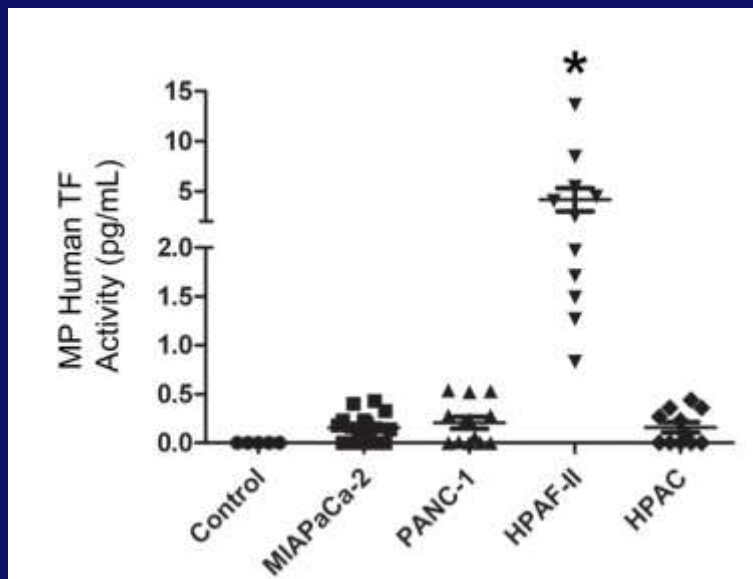 *
15
10
5
2.0
1.5
1.0
0.5
0.0
MP Human TF
Activity (pg/mL)
Control
MIAPaCa-2
PANC-1
HPAF-II
HPAC